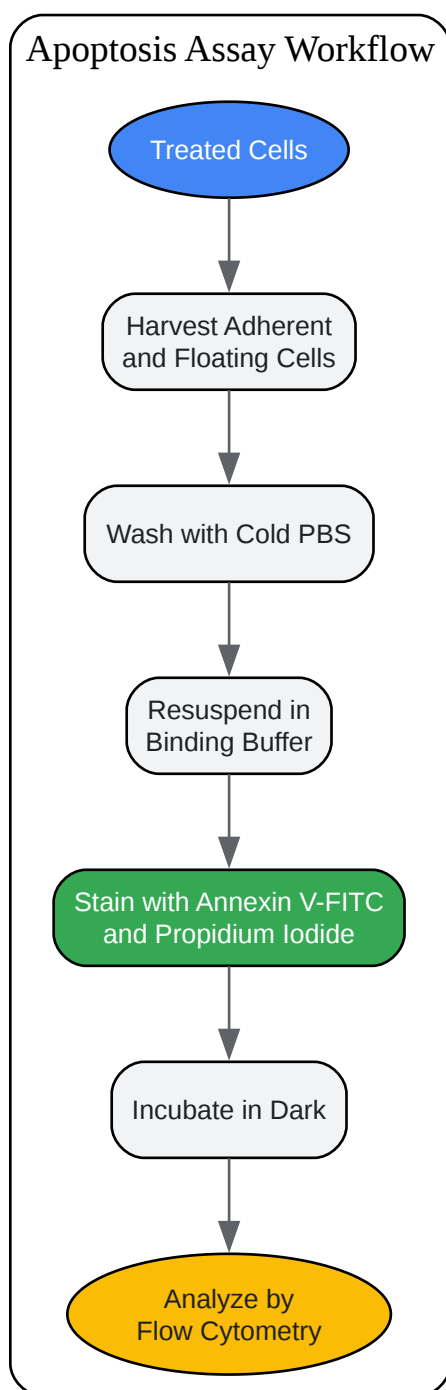 Apoptosis Assay Workflow
Treated Cells
Harvest Adherent
and Floating Cells
Wash with Cold PBS
Resuspend in
Binding Buffer
Stain with Annexin V-FITC
and Propidium Iodide
Incubate in Dark
Analyze by
Flow Cytometry